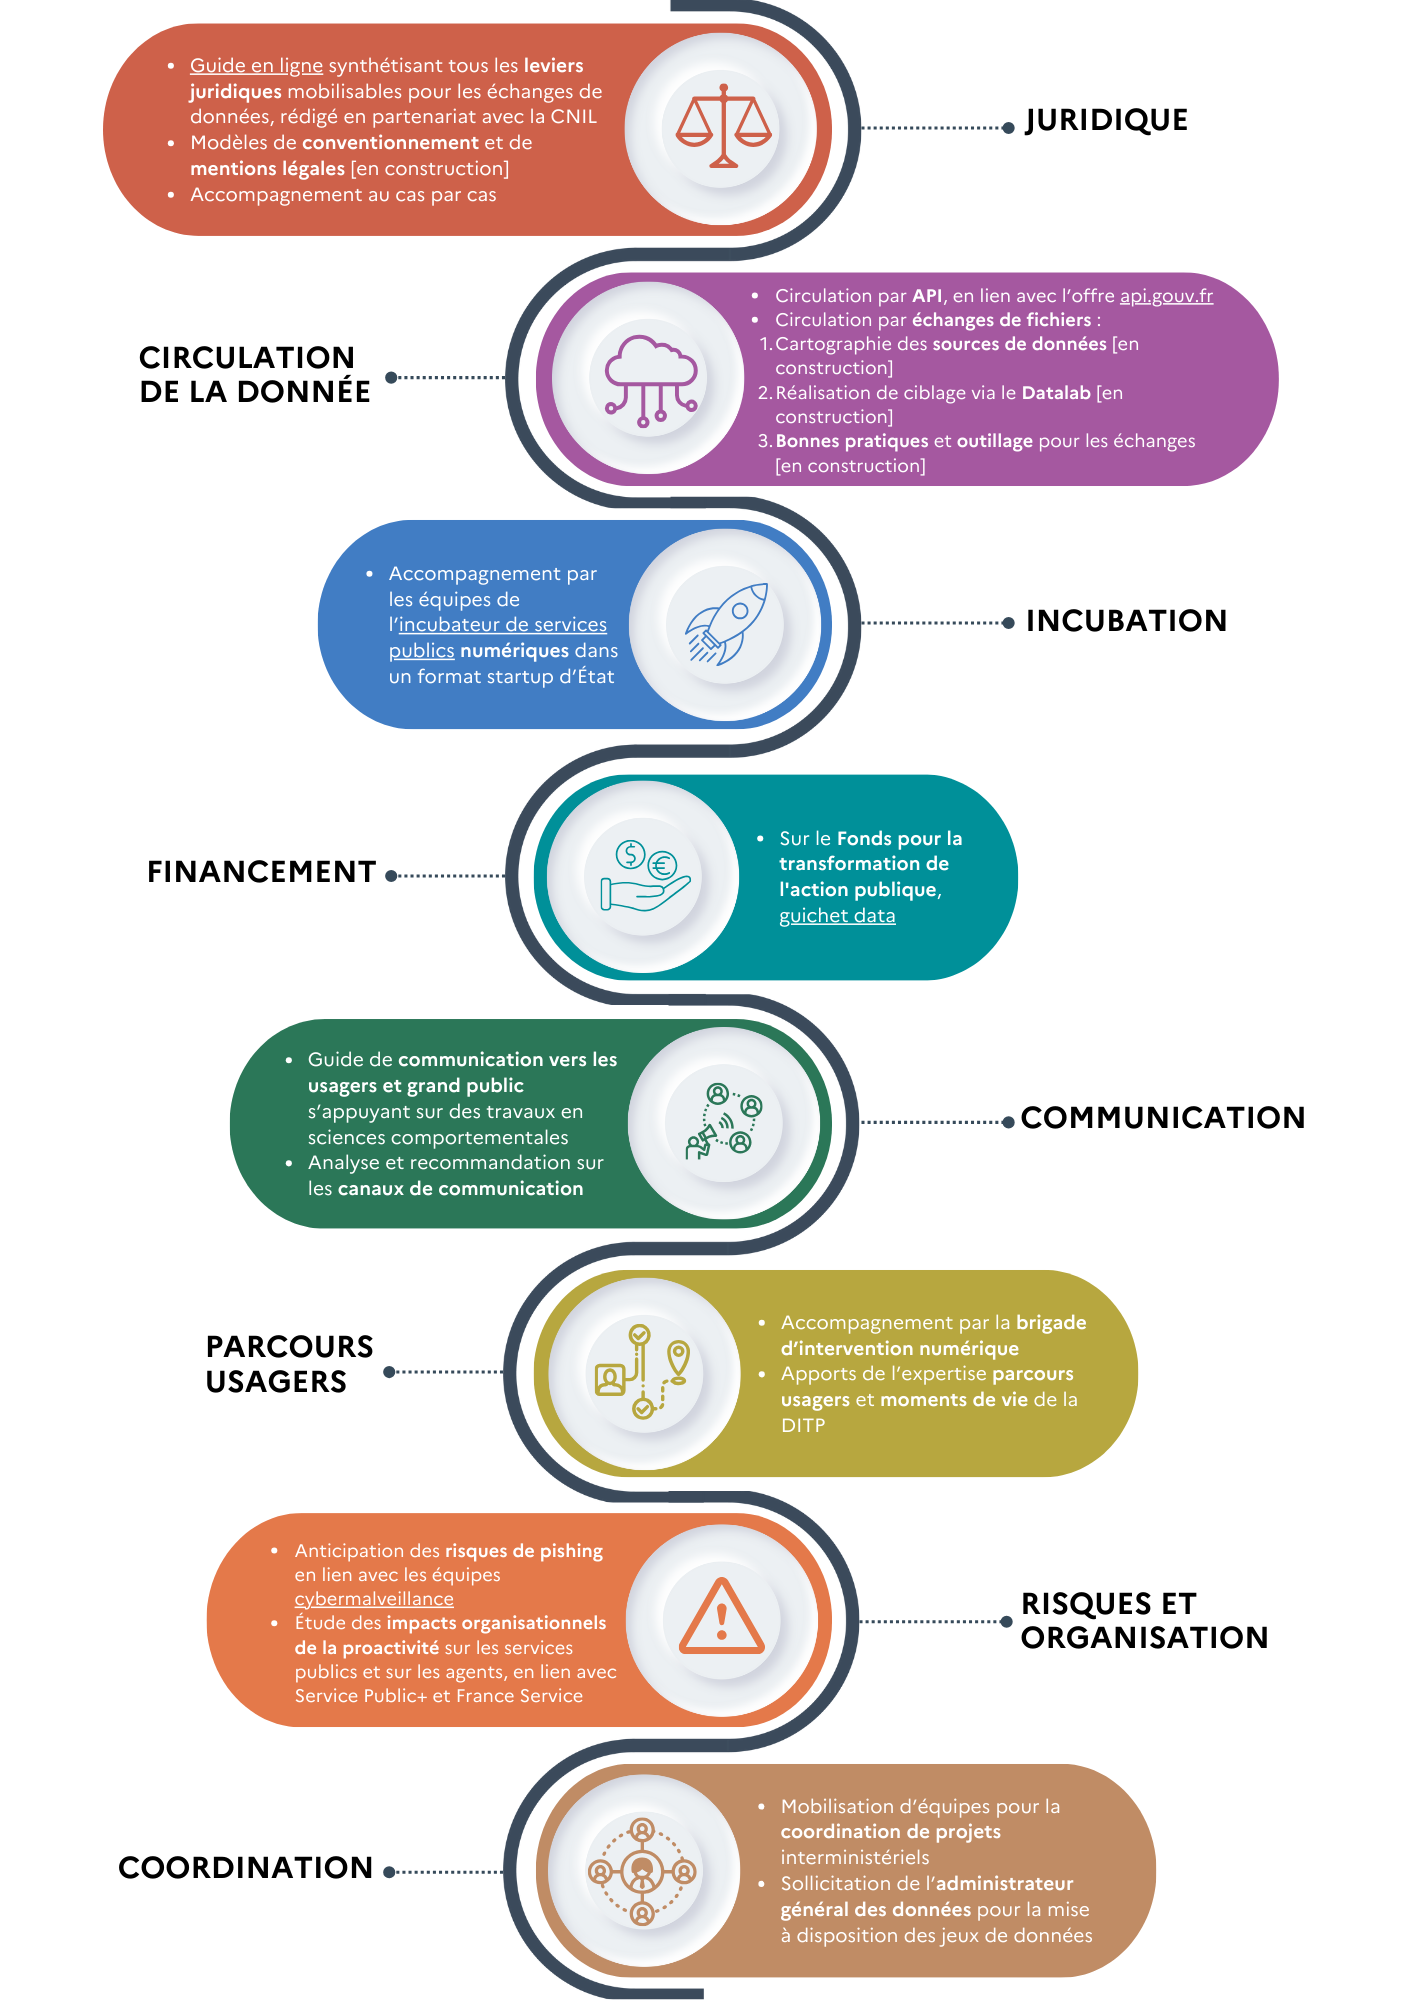 • Guide en ligne synthétisant tous les leviers
juridiques mobilisables pour les échanges de
données, rédigé en partenariat avec la CNIL
• Modèles de conventionnement et de
mentions légales [en construction]
• Accompagnement au cas par cas
JURIDIQUE
CIRCULATION
DE LA DONNÉE
• Circulation par API, en lien avec l’offre api.gouv.fr
• Circulation par échanges de fichiers :
1. Cartographie des sources de données [en
construction]
2. Réalisation de ciblage via le Datalab [en
construction]
3. Bonnes pratiques et outillage pour les échanges
[en construction]
• Accompagnement par
les équipes de
l’incubateur de services
publics numériques dans
un format startup d’État
INCUBATION
FINANCEMENT
$ €
• Sur le Fonds pour la
transformation de
l'action publique,
guichet data
• Guide de communication vers les
usagers et grand public
s’appuyant sur des travaux en
sciences comportementales
• Analyse et recommandation sur
les canaux de communication
COMMUNICATION
PARCOURS
USAGERS
• Accompagnement par la brigade
d’intervention numérique
• Apports de l’expertise parcours
usagers et moments de vie de la
DITP
• Anticipation des risques de pishing
en lien avec les équipes
cybermalveillance
• Étude des impacts organisationnels
de la proactivité sur les services
publics et sur les agents, en lien avec
Service Public+ et France Service
RISQUES ET
ORGANISATION
COORDINATION
• Mobilisation d’équipes pour la
coordination de projets
interministériels
• Sollicitation de l’administrateur
général des données pour la mise
à disposition des jeux de données